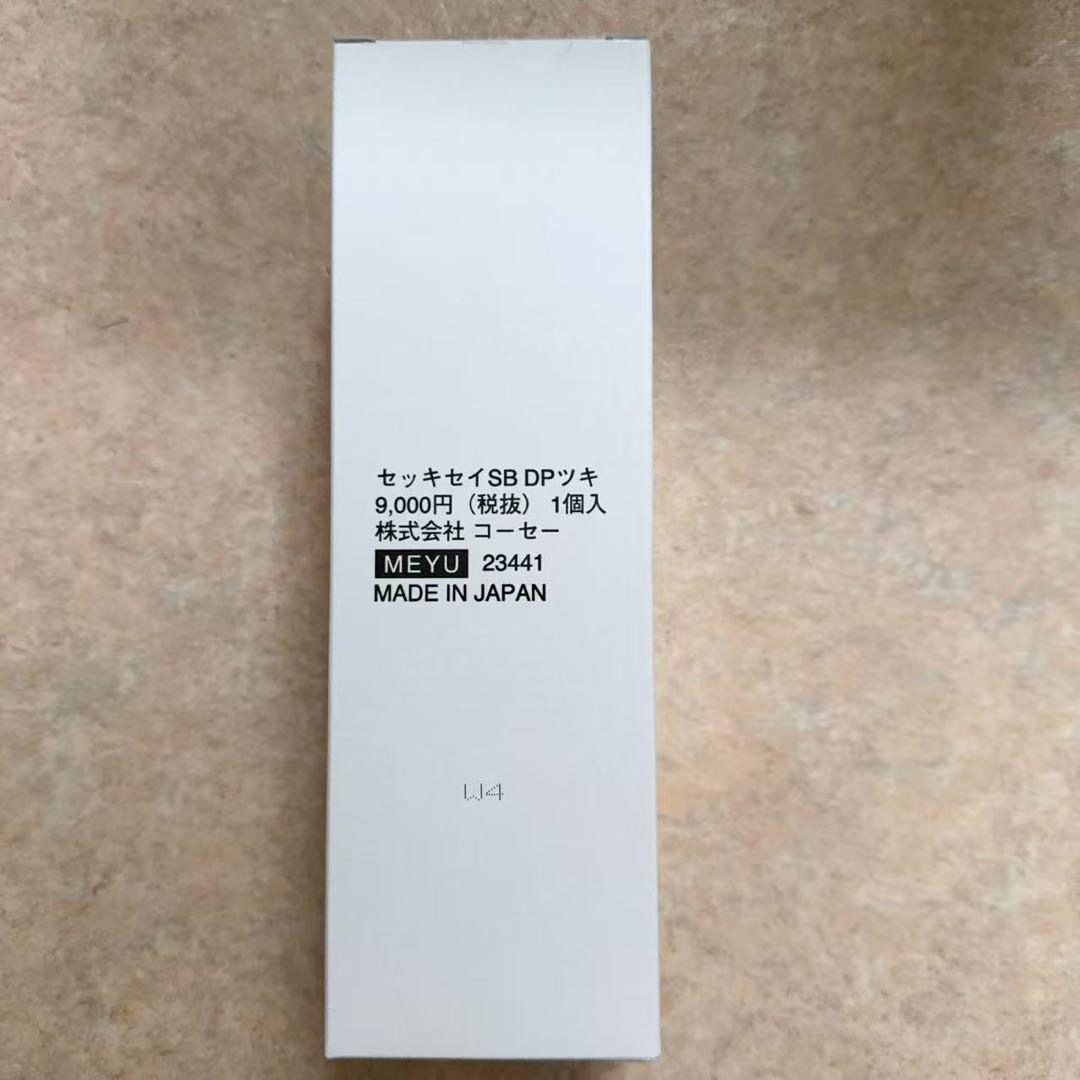 セッキセイSB DPツキ
9,000円（税抜） 1個入
株式会社 コーセー
MEYU 23441
MADE IN JAPAN
W4